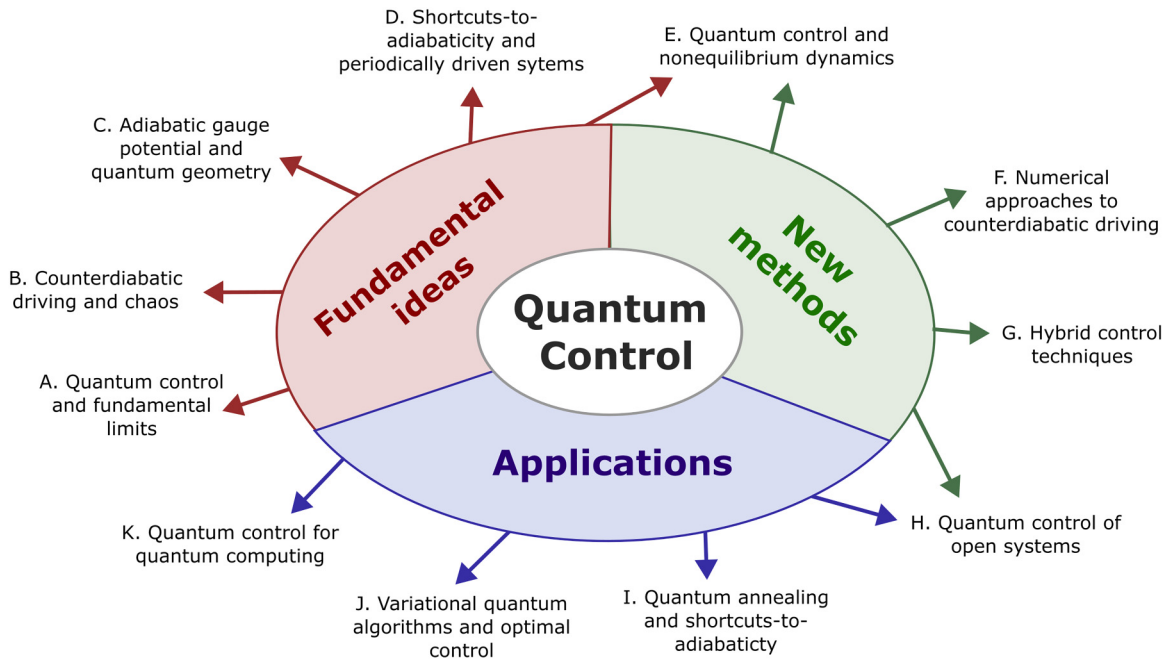 D. Shortcuts-to-
adiabaticity and
periodically driven sytems
E. Quantum control and
nonequilibrium dynamics
C. Adiabatic gauge
potential and
quantum geometry
F. Numerical
approaches to
counterdiabatic driving
B. Counterdiabatic
driving and chaos
G. Hybrid control
techniques
A. Quantum control
and fundamental
limits
Fundamental
ideas
New
methods
Quantum
Control
Applications
H. Quantum control of
open systems
K. Quantum control for
quantum computing
J. Variational quantum
algorithms and optimal
control
I. Quantum annealing
and shortcuts-to-
adiabaticty